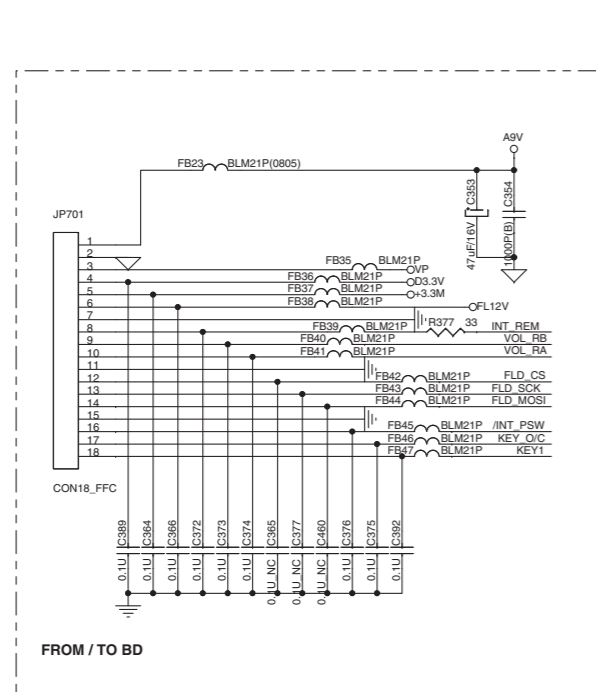 A9V
FB23 BLM21P(0805)
47uF/16V C353
1000P(B) C354
JP701
1
2
3 FB35 BLM21P VP
4 FB36 BLM21P D3.3V
5 FB37 BLM21P +3.3M
6 FB38 BLM21P FL12V
7
8 FB39 BLM21P R377 33 INT_REM
9 FB40 BLM21P VOL_RB
10 FB41 BLM21P VOL_RA
11
12 FB42 BLM21P FLD_CS
13 FB43 BLM21P FLD_SCK
14 FB44 BLM21P FLD_MOSI
15
16 FB45 BLM21P /INT_PSW
17 FB46 BLM21P KEY_O/C
18 FB47 BLM21P KEY1
CON18_FFC
0.1U C389
0.1U C364
0.1U C366
0.1U C372
0.1U C373
0.1U C374
0.1U_NC C365
0.1U_NC C377
0.1U_NC C460
0.1U C376
0.1U C375
0.1U C392
FROM / TO BD